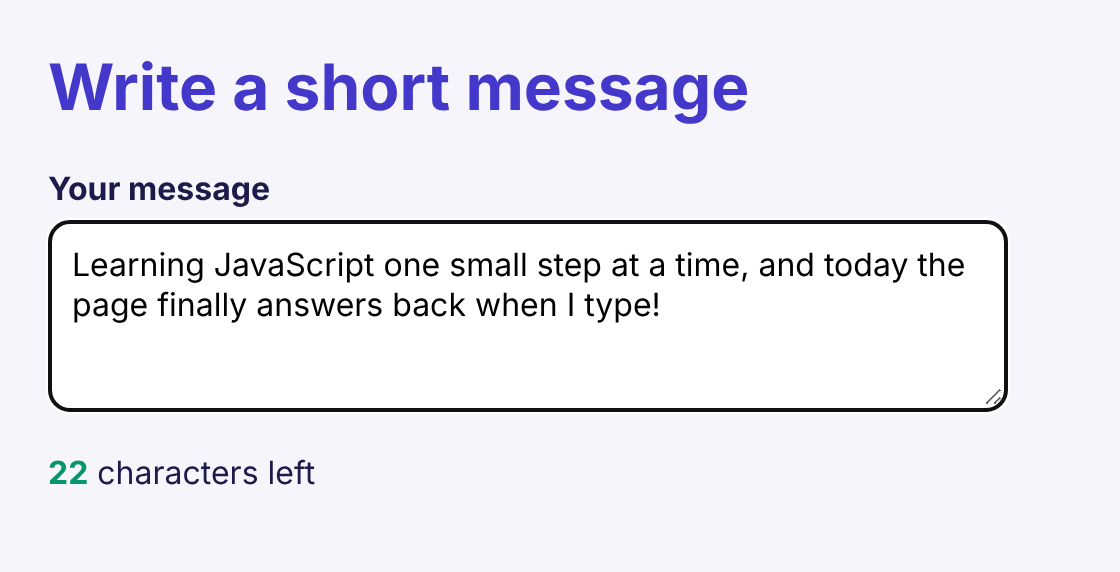 Write a short message
Your message
Learning JavaScript one small step at a time, and today the
page finally answers back when I type!
22 characters left